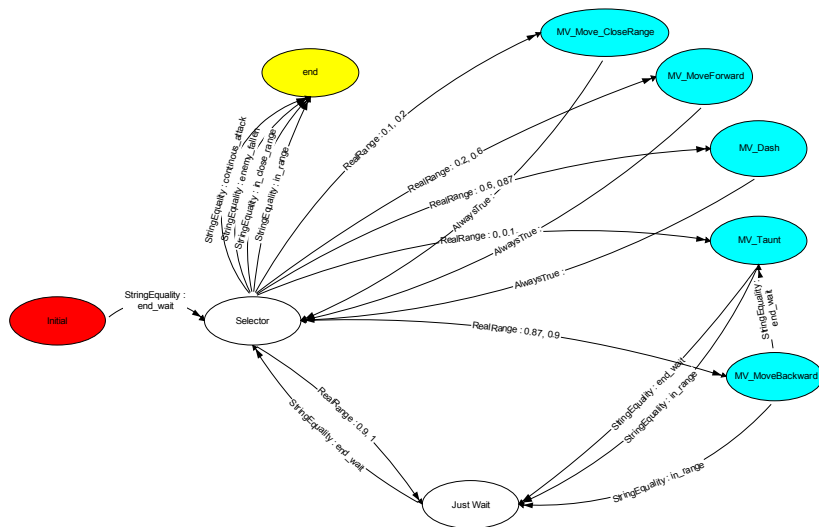 MV_Move_CloseRange
end
MV_MoveForward
RealRange : 0.1, 0.2
StringEquality : continous_attack
StringEquality : enemy_fallen
StringEquality : in_close_range
StringEquality : in_range
RealRange : 0.2, 0.6
MV_Dash
RealRange : 0.6, 0.87
AlwaysTrue :
RealRange : 0, 0.1
AlwaysTrue :
MV_Taunt
AlwaysTrue :
StringEquality :
end_wait
Initial
StringEquality :
end_wait
Selector
RealRange : 0.87, 0.9
MV_MoveBackward
StringEquality : end_wait
StringEquality : in_range
RealRange : 0.9, 1
StringEquality : end_wait
StringEquality : in_range
Just Wait